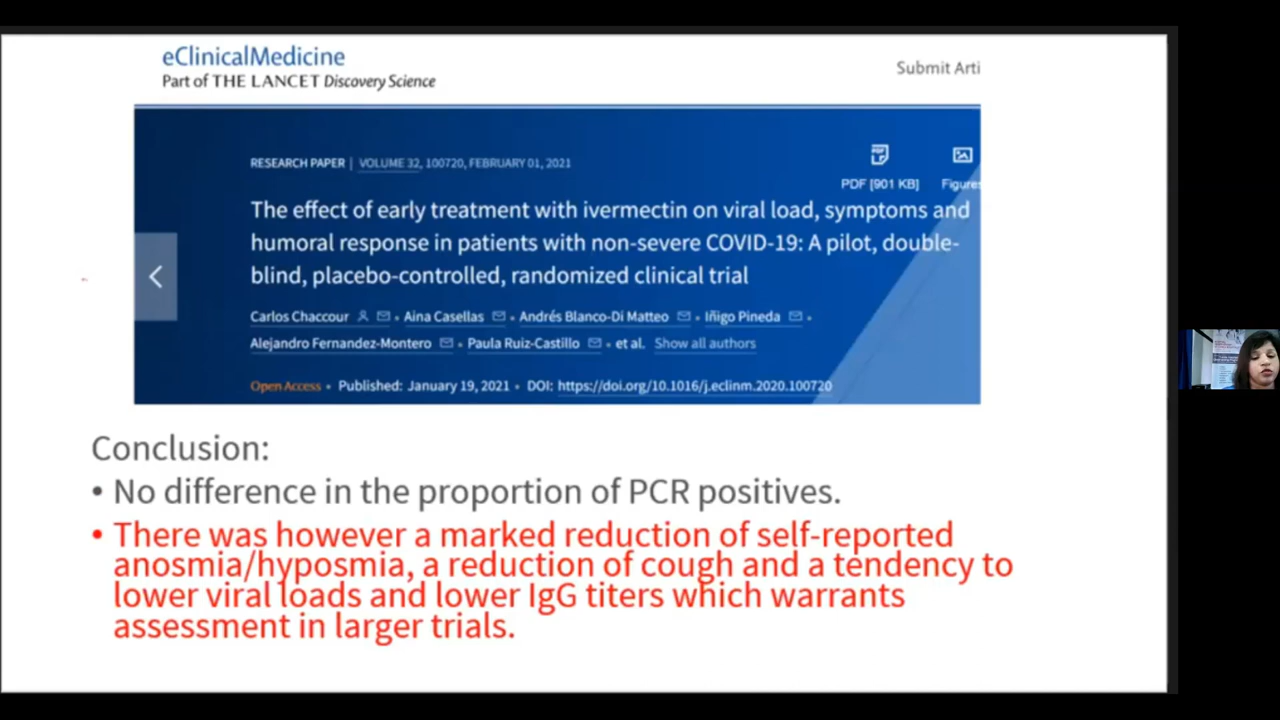 eClinicalMedicine
Part of THE LANCET Discovery Science
Submit Arti
RESEARCH PAPER | VOLUME 32, 100720, FEBRUARY 01, 2021
PDF [901 KB] Figures
The effect of early treatment with ivermectin on viral load, symptoms and
humoral response in patients with non-severe COVID-19: A pilot, double-
blind, placebo-controlled, randomized clinical trial
Carlos Chaccour • Aina Casellas • Andrés Blanco-Di Matteo • Iñigo Pineda •
Alejandro Fernandez-Montero • Paula Ruiz-Castillo • et al. Show all authors
Open Access • Published: January 19, 2021 • DOI: https://doi.org/10.1016/j.eclinm.2020.100720
Conclusion:
• No difference in the proportion of PCR positives.
• There was however a marked reduction of self-reported
anosmia/hyposmia, a reduction of cough and a tendency to
lower viral loads and lower IgG titers which warrants
assessment in larger trials.